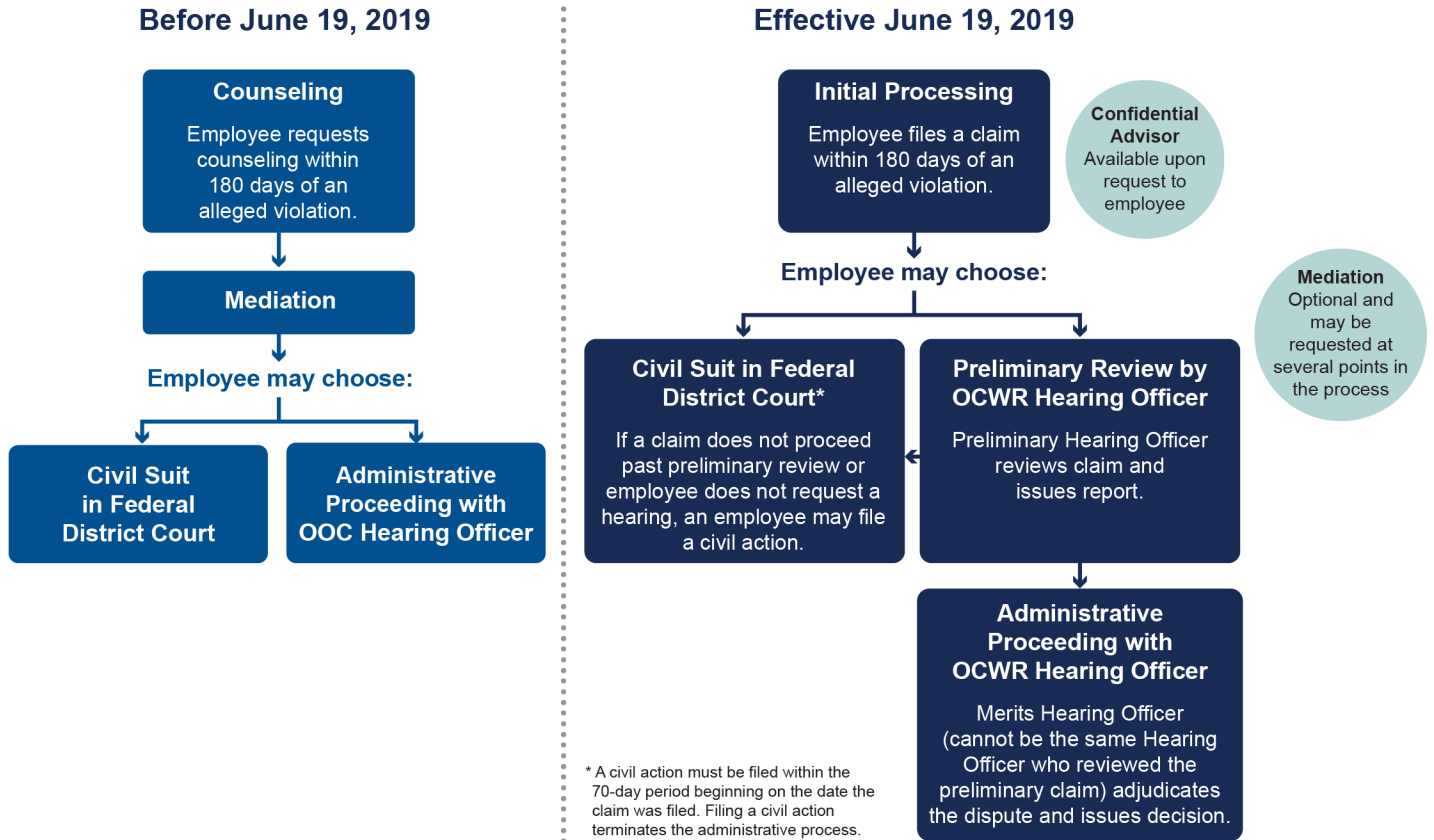 Before June 19, 2019
Counseling
Employee requests
counseling within
180 days of an
alleged violation.
Mediation
Employee may choose:
Civil Suit
in Federal
District Court
Administrative
Proceeding with
OOC Hearing Officer
Effective June 19, 2019
Initial Processing
Employee files a claim
within 180 days of an
alleged violation.
Confidential
Advisor
Available upon
request to
employee
Employee may choose:
Mediation
Optional and
may be
requested at
several points in
the process
Civil Suit in Federal
District Court*
If a claim does not proceed
past preliminary review or
employee does not request a
hearing, an employee may file
a civil action.
Preliminary Review by
OCWR Hearing Officer
Preliminary Hearing Officer
reviews claim and
issues report.
Administrative
Proceeding with
OCWR Hearing Officer
Merits Hearing Officer
(cannot be the same Hearing
Officer who reviewed the
preliminary claim) adjudicates
the dispute and issues decision.
* A civil action must be filed within the
70-day period beginning on the date the
claim was filed. Filing a civil action
terminates the administrative process.